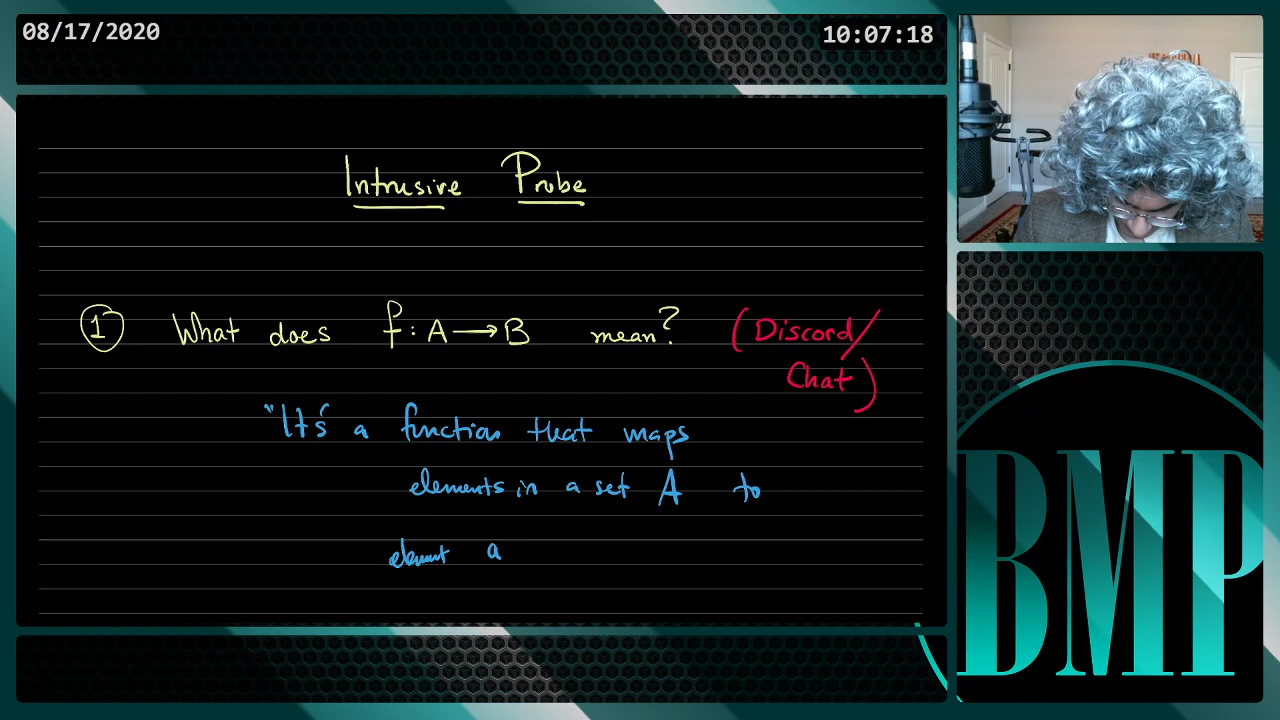 08/17/2020
10:07:18
Intrusive Probe
① What does f: A → B mean? (Discord/
Chat)
"It's a function that maps
elements in a set A to
element a
BMP